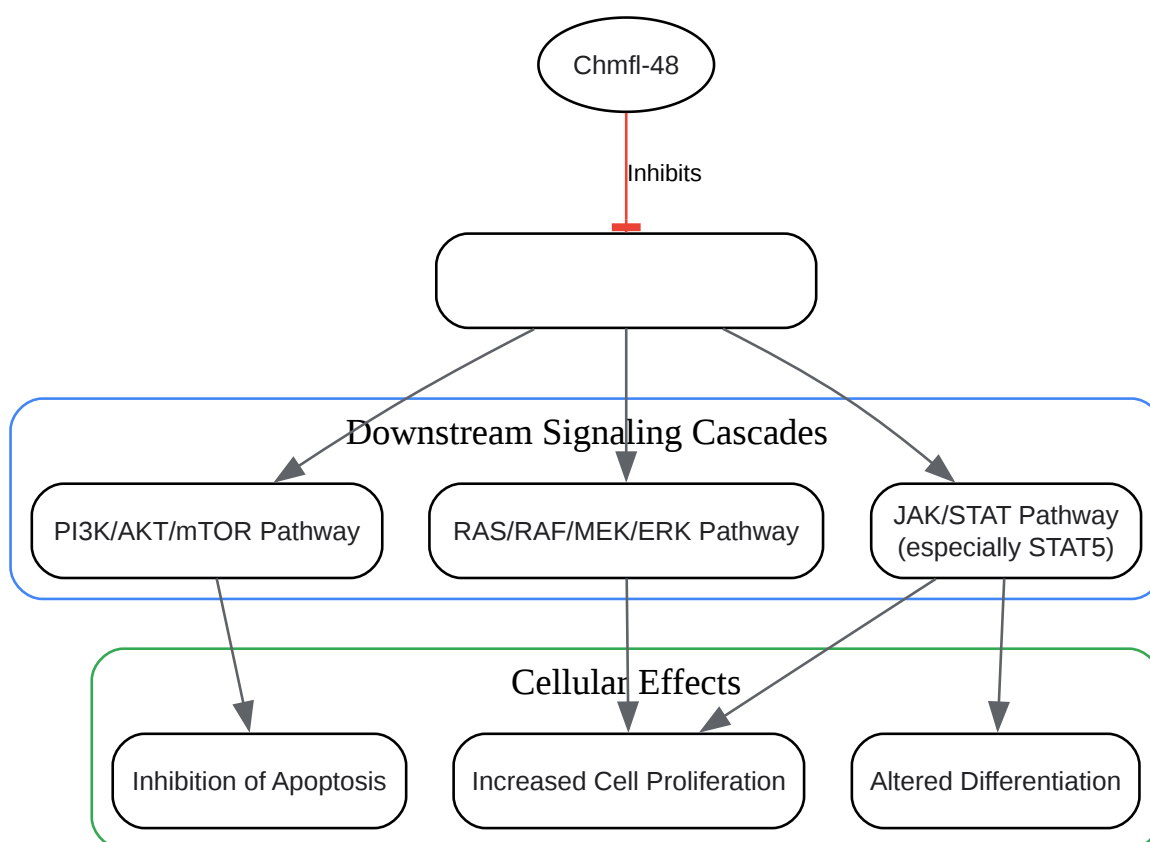 Chmfl-48
Inhibits
Downstream Signaling Cascades
PI3K/AKT/mTOR Pathway
RAS/RAF/MEK/ERK Pathway
JAK/STAT Pathway
(especially STAT5)
Cellular Effects
Inhibition of Apoptosis
Increased Cell Proliferation
Altered Differentiation